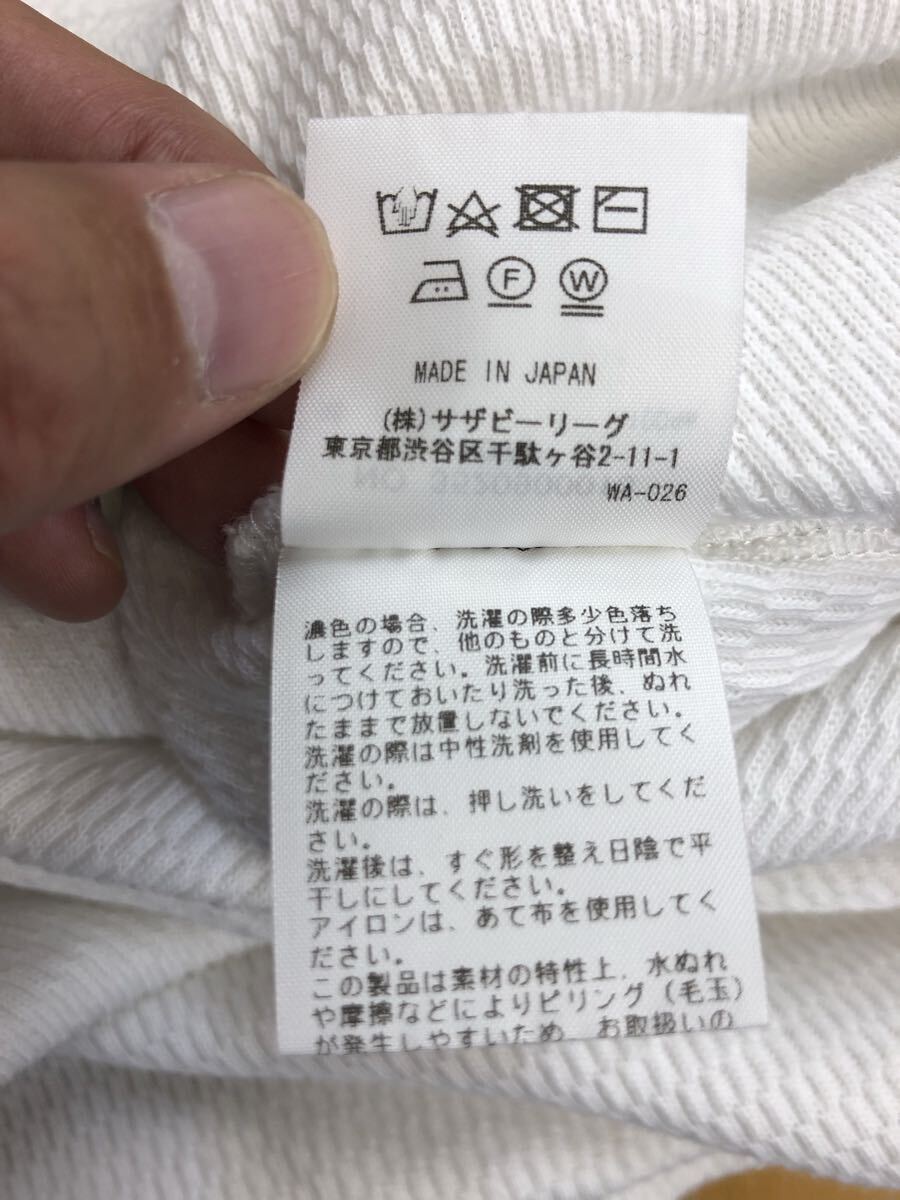 F W
MADE IN JAPAN
(株)サザビーリーグ
東京都渋谷区千駄ヶ谷2-11-1
WA-026
濃色の場合、洗濯の際多少色落ち
しますので、他のものと分けて洗
ってください。洗濯前に長時間水
につけておいたり洗った後、ぬれ
たままで放置しないでください。
洗濯の際は中性洗剤を使用してく
ださい。
洗濯の際は、押し洗いをしてくだ
さい。
洗濯後は、すぐ形を整え日陰で平
干しにしてください。
アイロンは、あて布を使用してく
ださい。
この製品は素材の特性上、水ぬれ
や摩擦などによりピリング(毛玉)
が発生しやすいため、お取扱いの